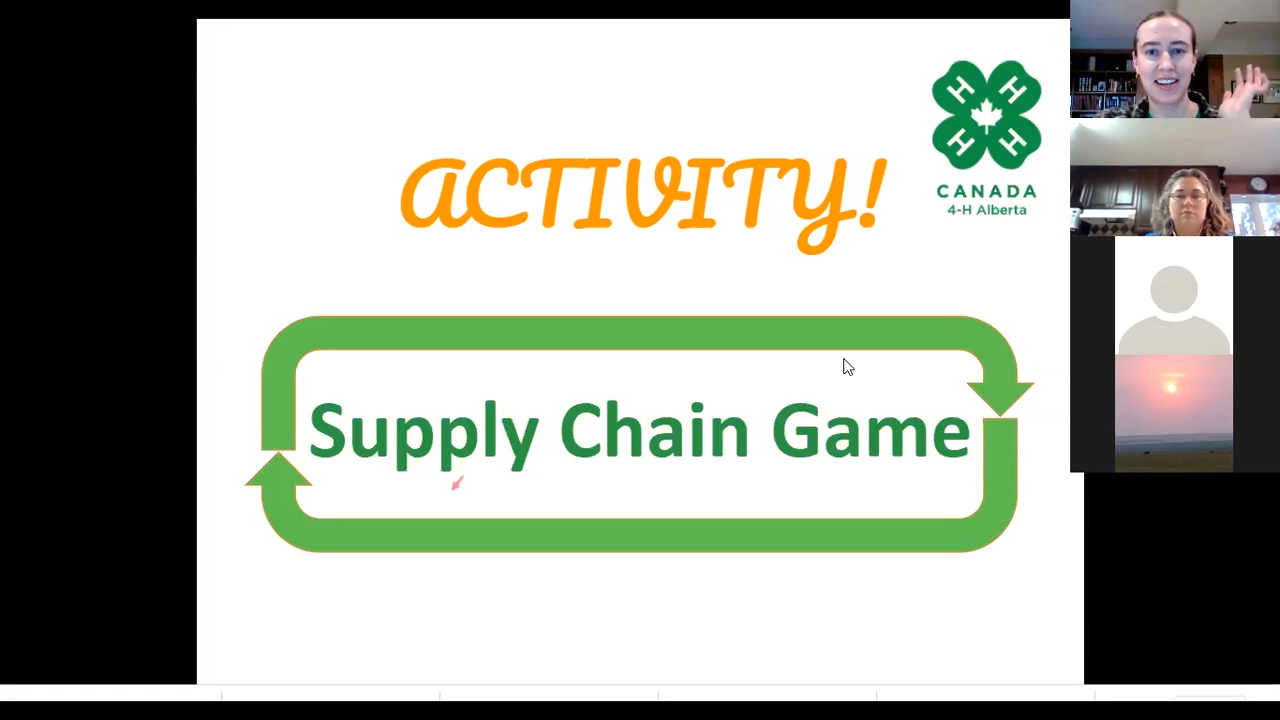 ACTIVITY!
H H
H H
CANADA
4-H Alberta
Supply Chain Game